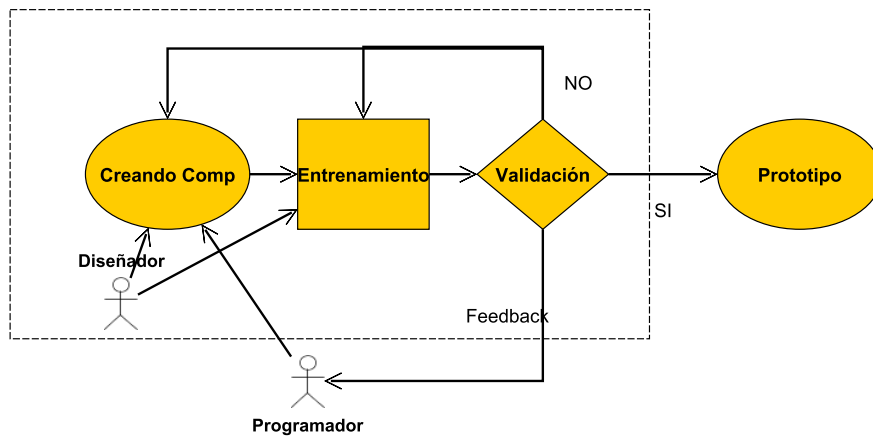 NO
Creando Comp
Entrenamiento
Validación
Prototipo
SI
Diseñador
Feedback
Programador